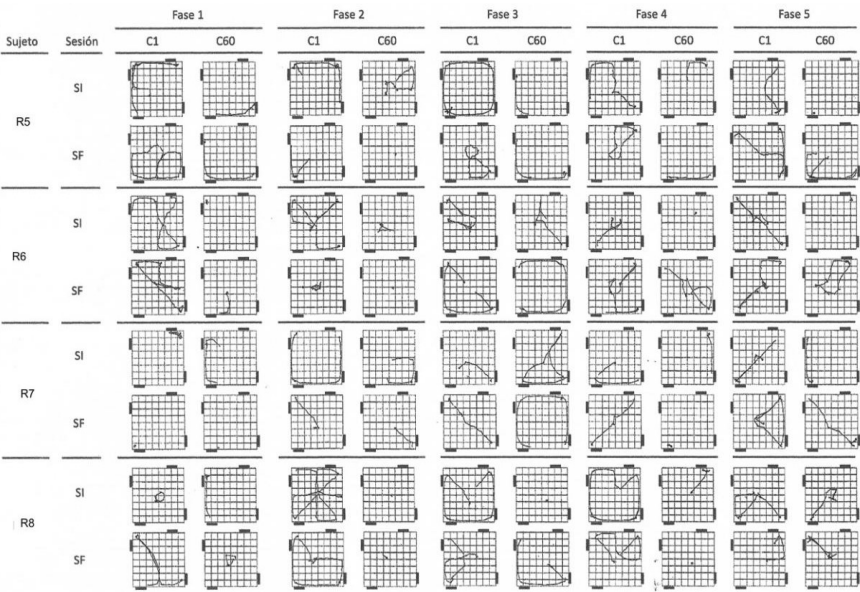 Fase 1 Fase 2 Fase 3 Fase 4 Fase 5
Sujeto Sesión C1 C60 C1 C60 C1 C60 C1 C60 C1 C60
SI
R5
SF
SI
R6
SF
SI
R7
SF
SI
R8
SF